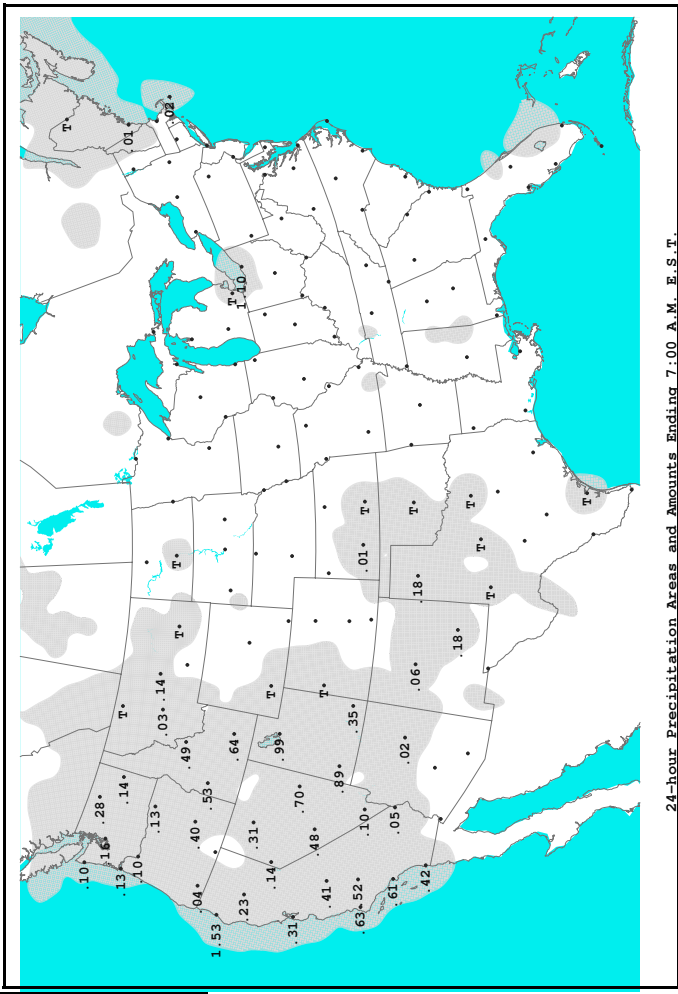 T
.10
.28
.13
T
.14
.01
.10
.13
.14
.03
.02
T
T
.49
.40
.04
.53
1.53
T
.64
1.10
.23
.31
.14
T
.99
.31
.70
.48
T
.41
.89
.35
.52
.63
.10
.01
T
.61
.05
.02
T
.06
.18
.42
.18
T
T
T
T
24-hour Precipitation Areas and Amounts Ending 7:00 A.M. E.S.T.